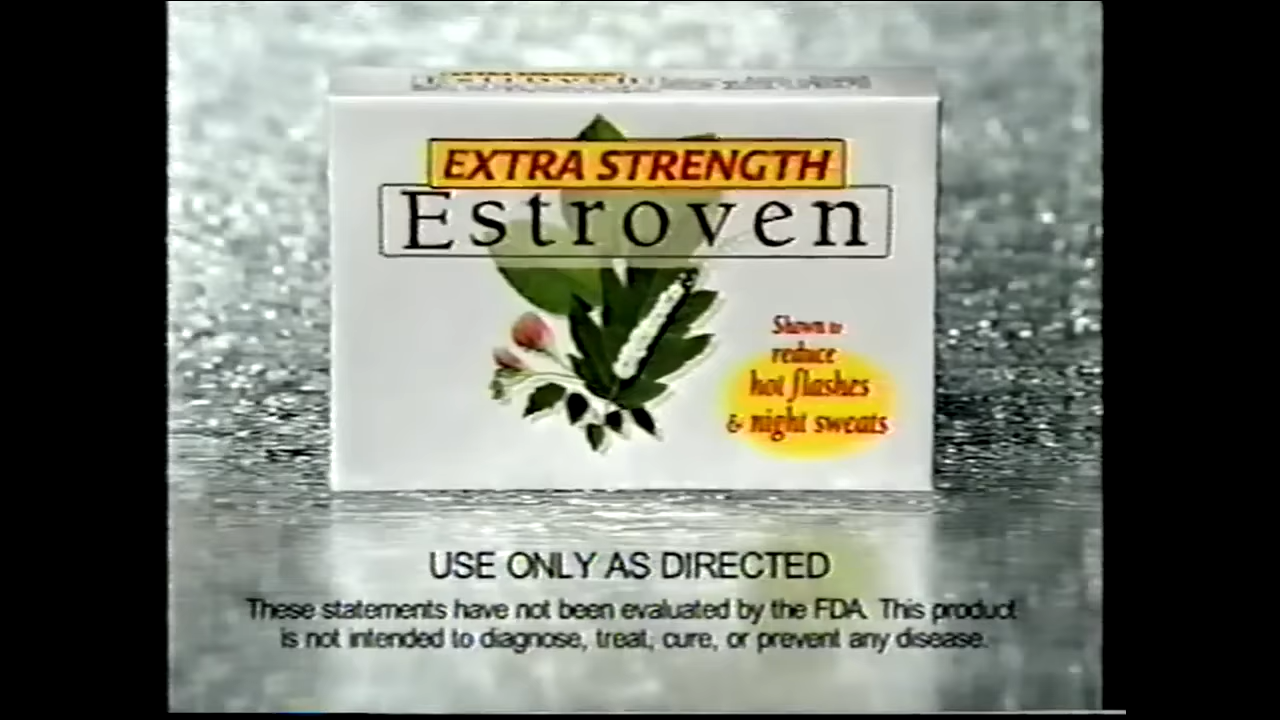 EXTRA STRENGTH
Estroven
Shown to
reduce
hot flashes
& night sweats
USE ONLY AS DIRECTED
These statements have not been evaluated by the FDA. This product
is not intended to diagnose, treat, cure, or prevent any disease.